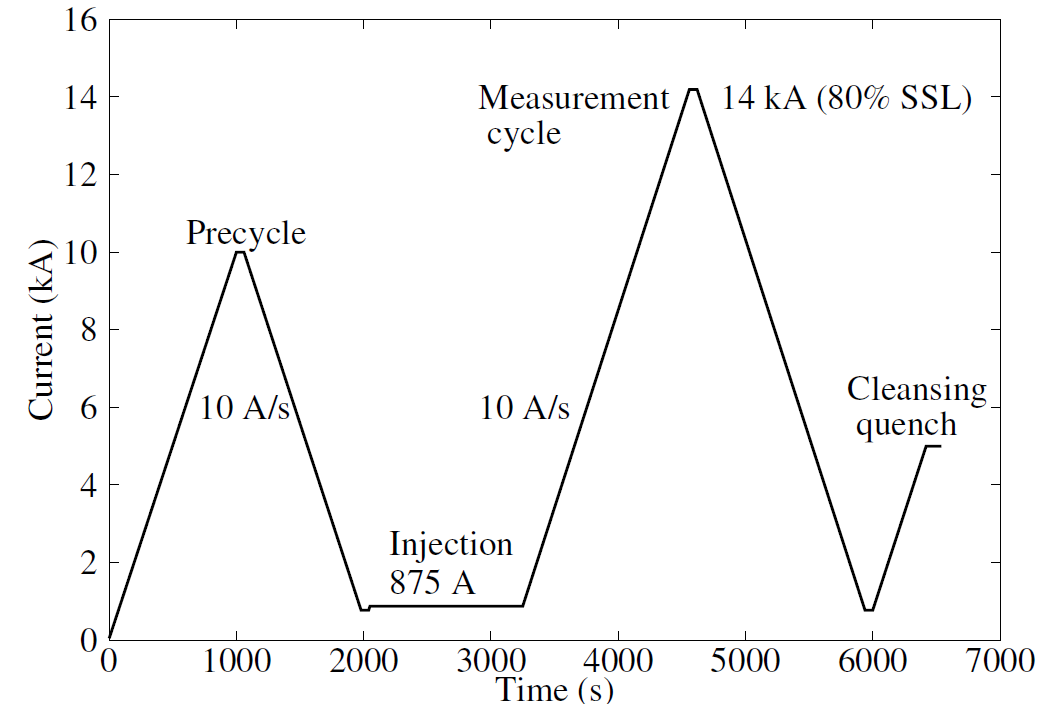 16
14
12
10
8
6
4
2
0
Current (kA)
Precycle
10 A/s
Injection
875 A
Measurement
cycle
10 A/s
14 kA (80% SSL)
Cleansing
quench
0 1000 2000 3000 4000 5000 6000 7000
Time (s)